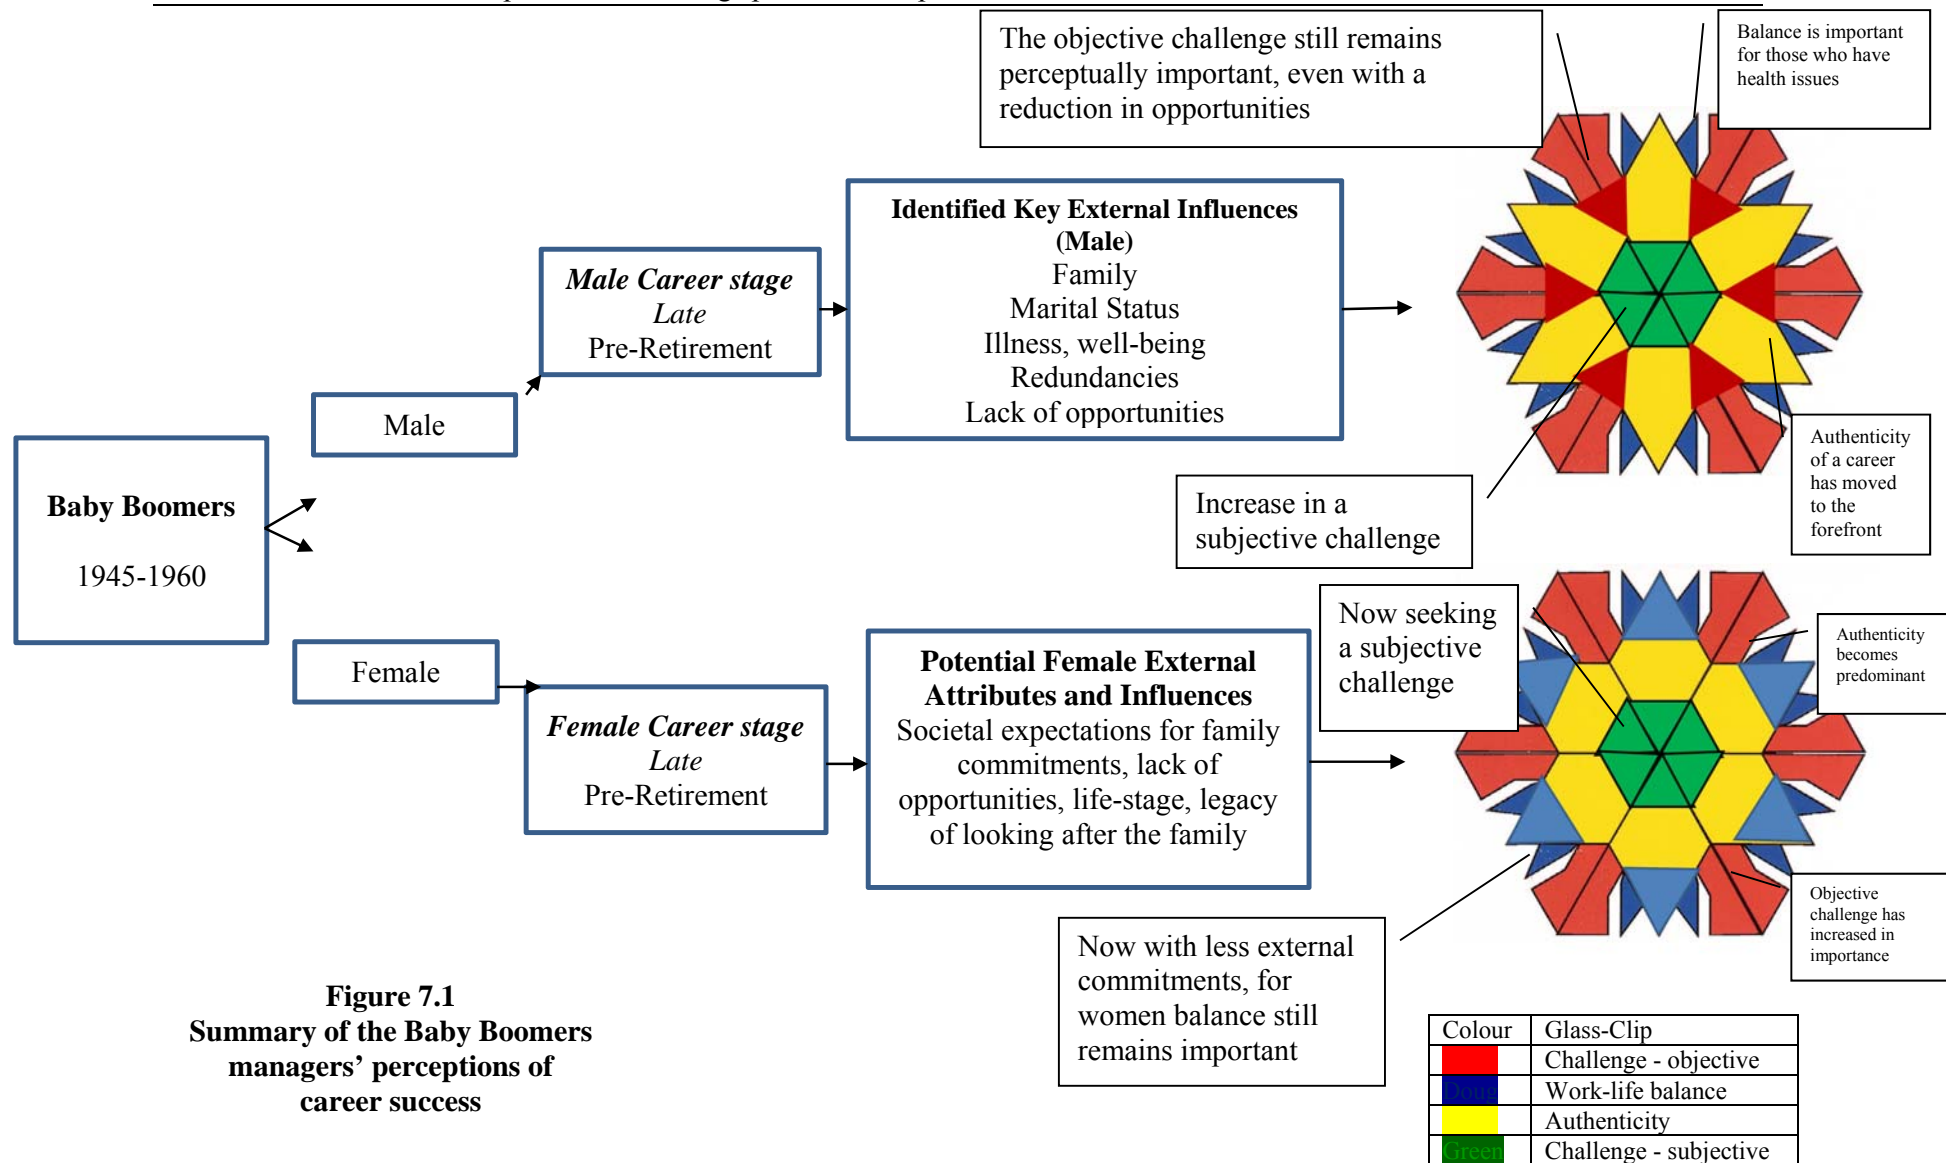 The objective challenge still remains
perceptually important, even with a
reduction in opportunities
Balance is important
for those who have
health issues
Identified Key External Influences
(Male)
Family
Marital Status
Illness, well-being
Redundancies
Lack of opportunities
Male Career stage
Late
Pre-Retirement
Male
Baby Boomers
1945-1960
Authenticity
of a career
has moved
to the
forefront
Increase in a
subjective challenge
Now seeking
a subjective
challenge
Authenticity
becomes
predominant
Female
Female Career stage
Late
Pre-Retirement
Potential Female External
Attributes and Influences
Societal expectations for family
commitments, lack of
opportunities, life-stage, legacy
of looking after the family
Objective
challenge has
increased in
importance
Now with less external
commitments, for
women balance still
remains important
Figure 7.1
Summary of the Baby Boomers
managers’ perceptions of
career success
Colour Glass-Clip
Challenge - objective
Doug Work-life balance
Authenticity
Green Challenge - subjective